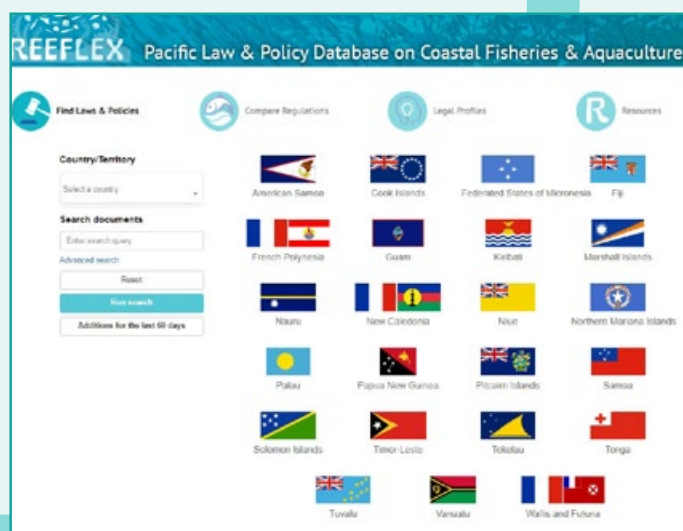 REEFLEX Pacific Law & Policy Database on Coastal Fisheries & Aquaculture
Find Laws & Policies
Compare Regulations
Legal Profiles
R
Resources
Country/Territory
Select a country
Search documents
Enter search query
Advanced search
Reset
Run search
Additions for the last 60 days
American Samoa
Cook Islands
Federated States of Micronesia
Fiji
French Polynesia
Guam
Kiribati
Marshall Islands
Nauru
New Caledonia
Niue
Northern Mariana Islands
Palau
Papua New Guinea
Pitcairn Islands
Samoa
Solomon Islands
Timor-Leste
Tokelau
Tonga
Tuvalu
Vanuatu
Wallis and Futuna